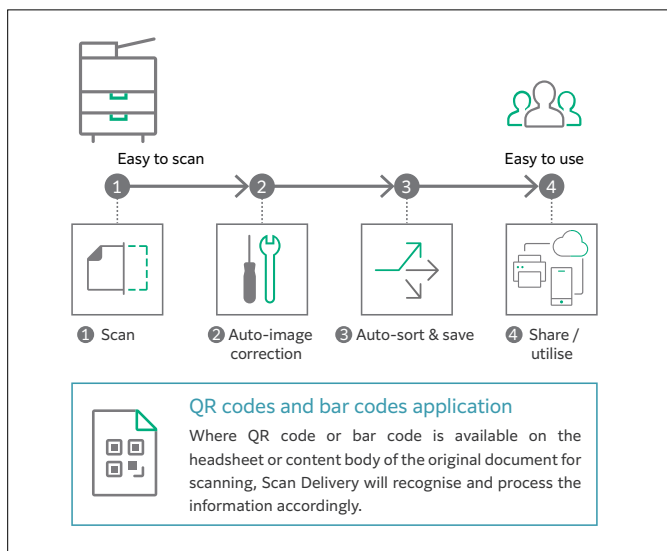 Easy to scan
Easy to use
1
2
3
4
1 Scan
2 Auto-image
correction
3 Auto-sort & save
4 Share /
utilise
QR codes and bar codes application
Where QR code or bar code is available on the
headsheet or content body of the original document for
scanning, Scan Delivery will recognise and process the
information accordingly.